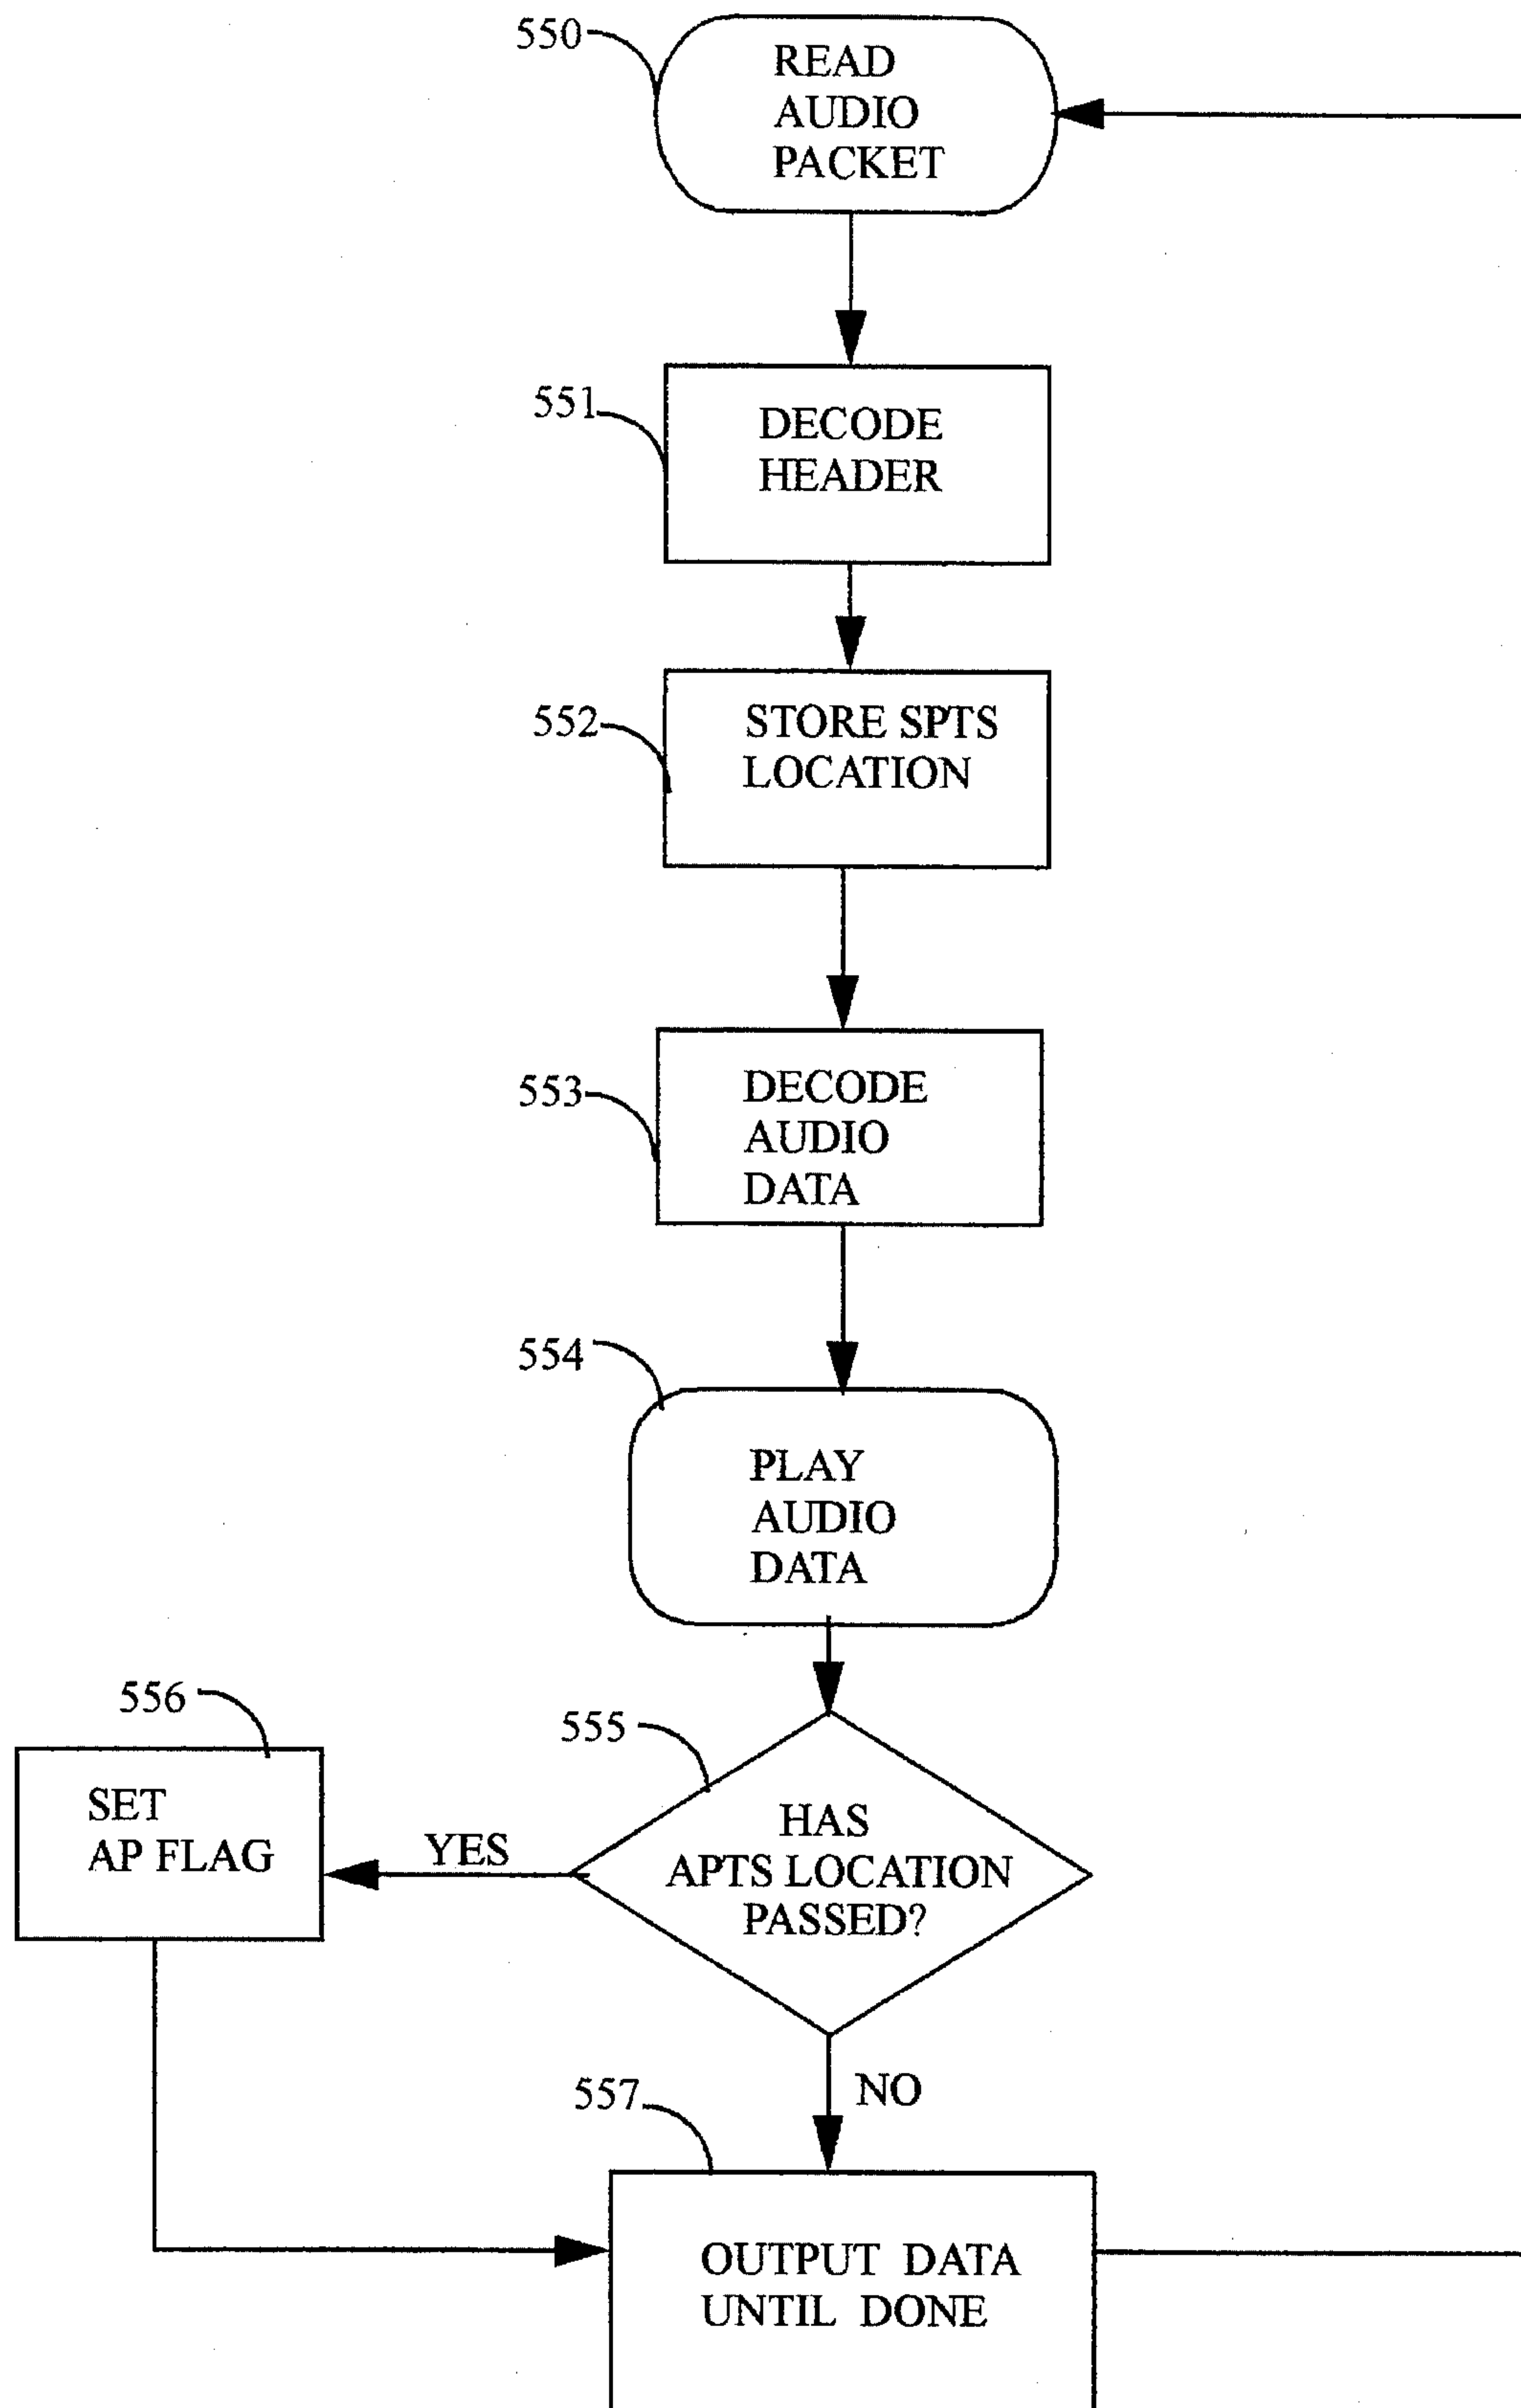 550
READ
AUDIO
PACKET
551
DECODE
HEADER
552
STORE SPTS
LOCATION
553
DECODE
AUDIO
DATA
554
PLAY
AUDIO
DATA
556
SET
AP FLAG
YES
555
HAS
APTS LOCATION
PASSED?
NO
557
OUTPUT DATA
UNTIL DONE